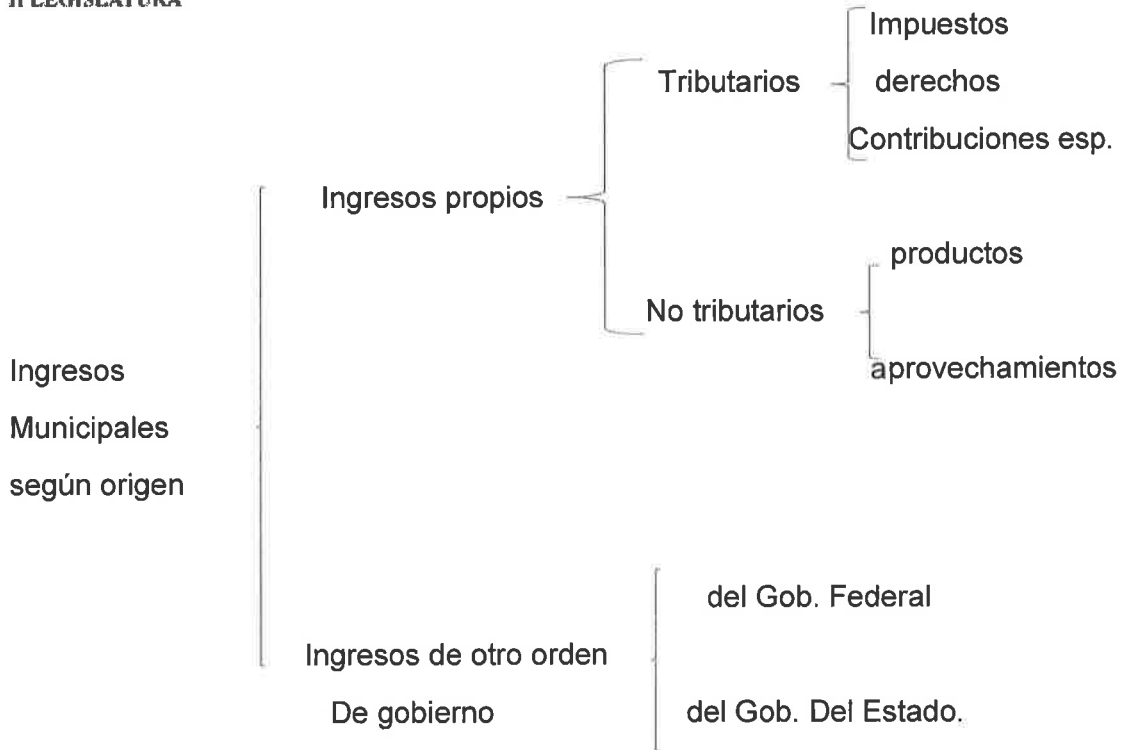 II LEGISLATURA
Impuestos
Tributarios
derechos
Contribuciones esp.
Ingresos propios
productos
No tributarios
aprovechamientos
Ingresos
Municipales
según origen
del Gob. Federal
Ingresos de otro orden
De gobierno
del Gob. Del Estado.